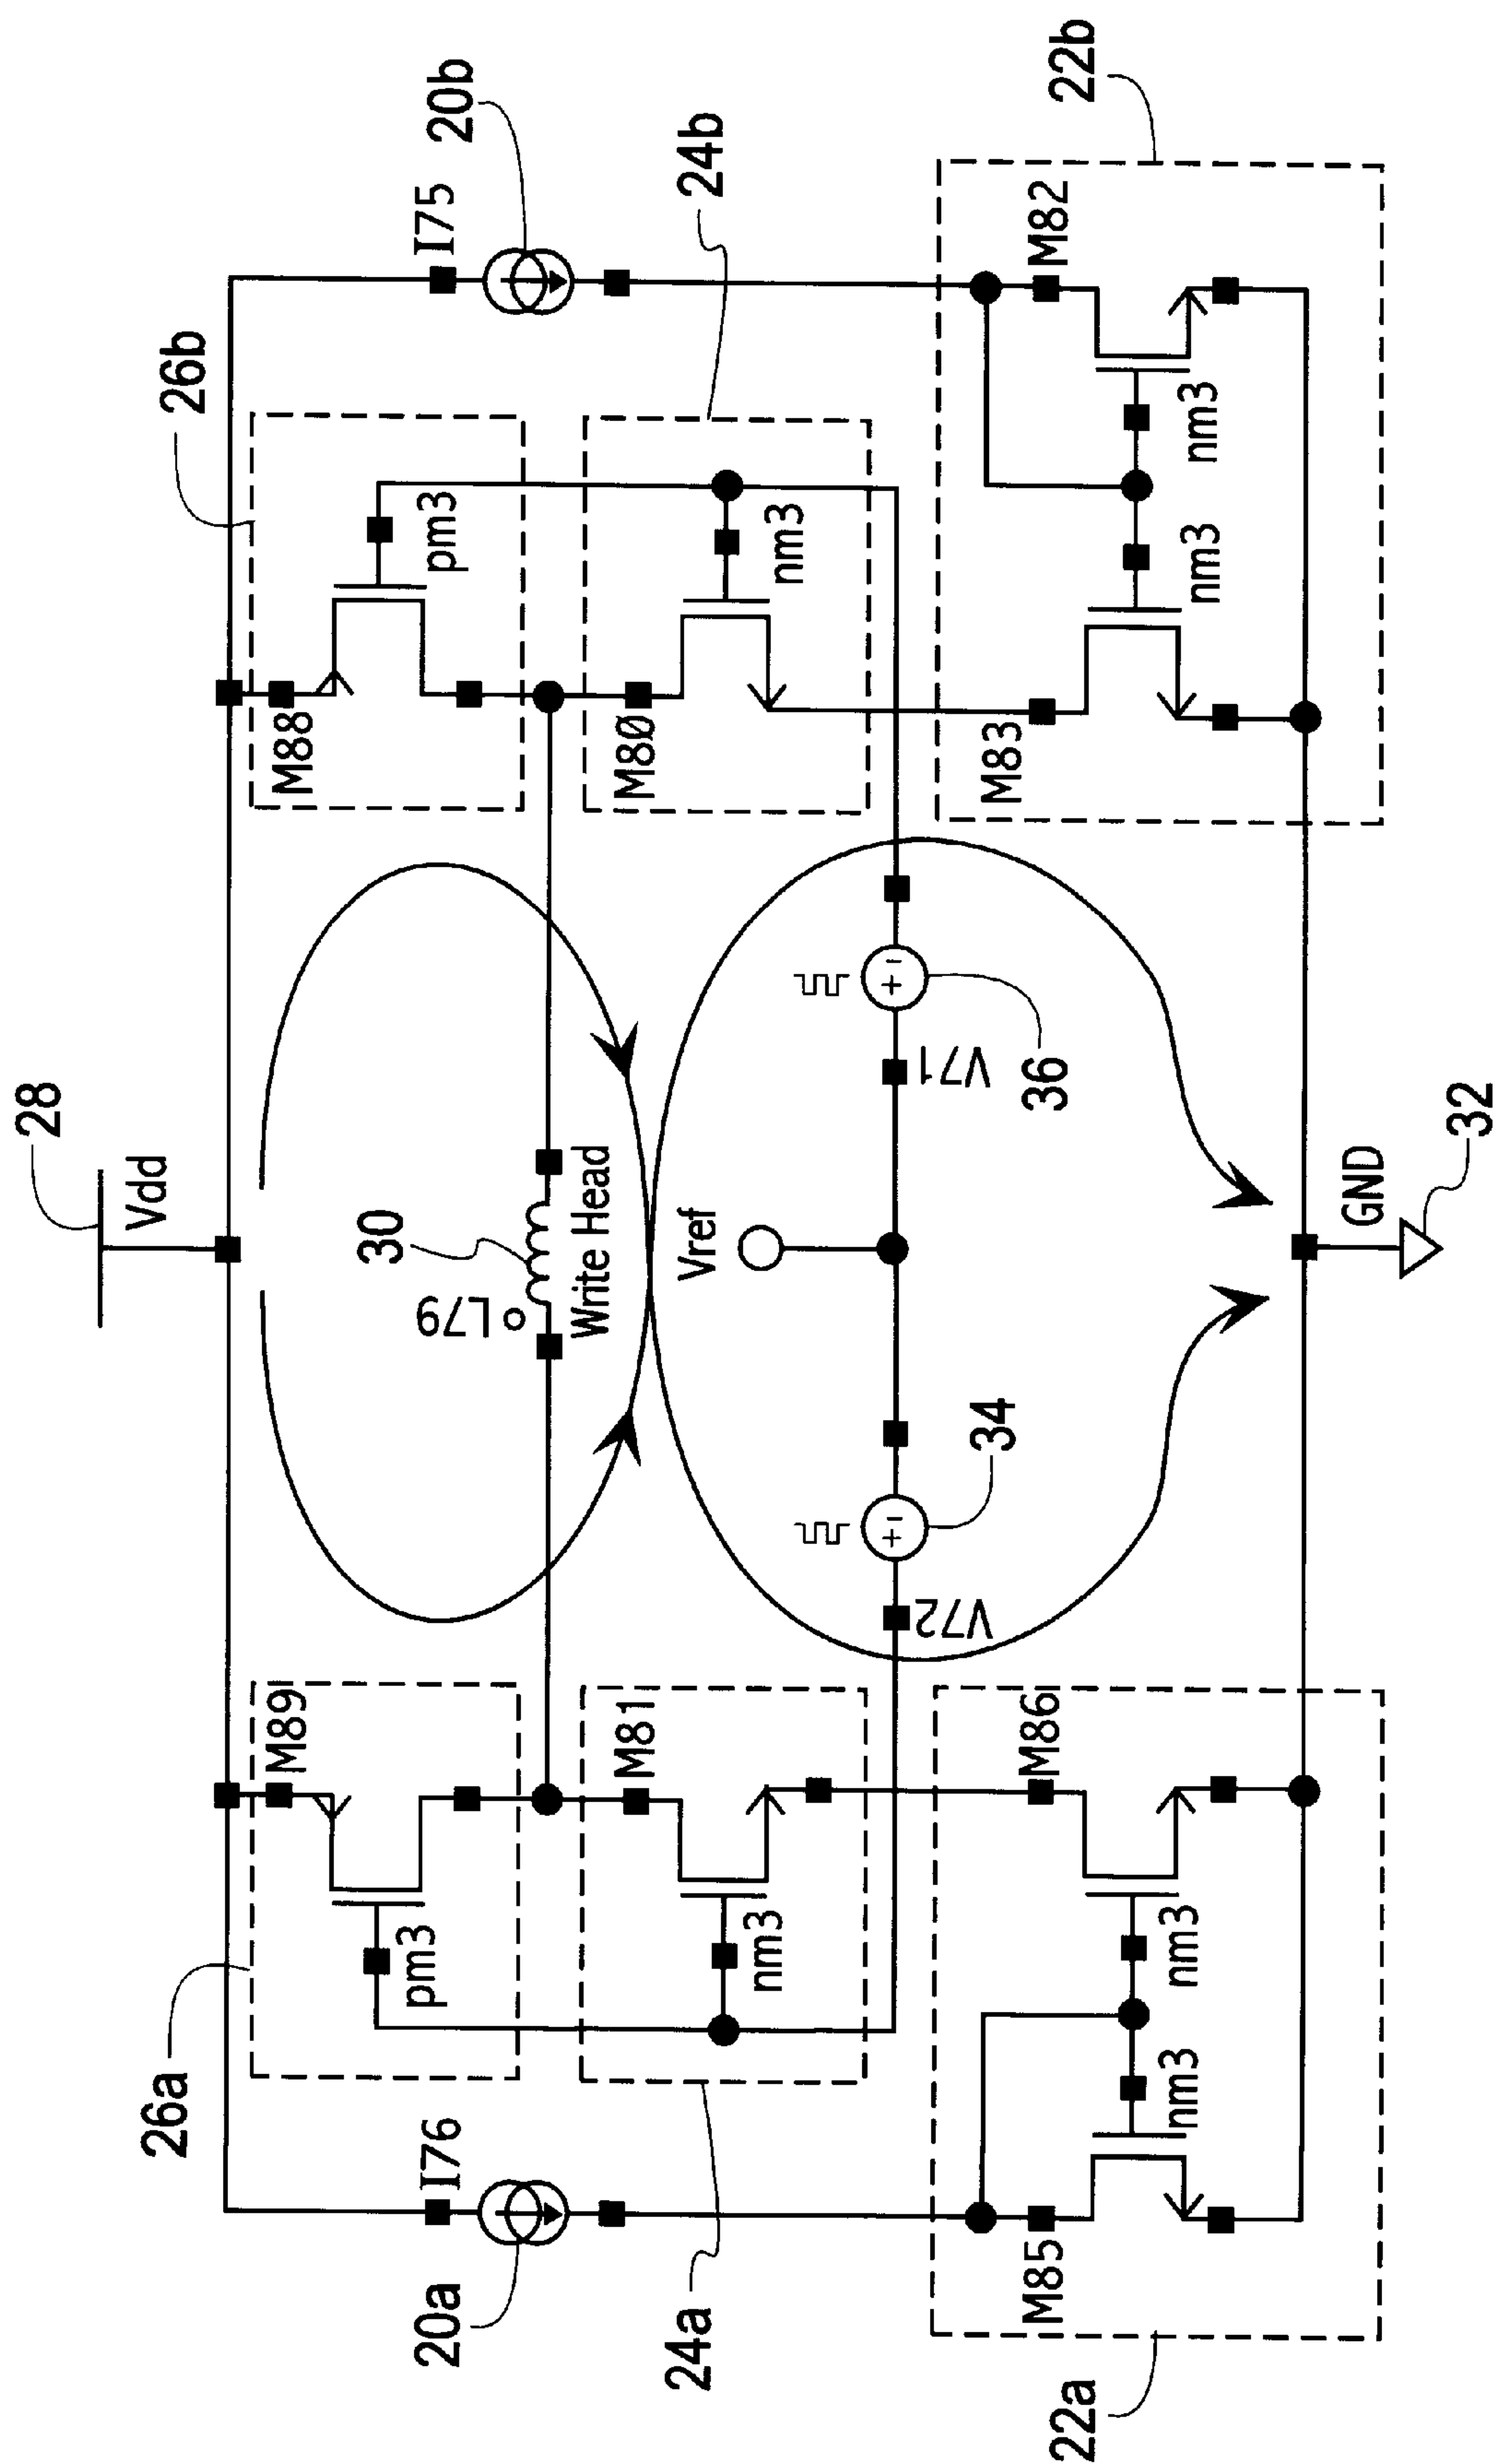 28
Vdd
26a
26b
20a
I76
M89
pm3
M88
pm3
I75
20b
30
L79
Write Head
24a
M81
nm3
M80
nm3
24b
Vref
V72
34
V71
36
- +
- +
22a
M85
nm3
nm3
M86
M83
nm3
nm3
M82
22b
GND
32